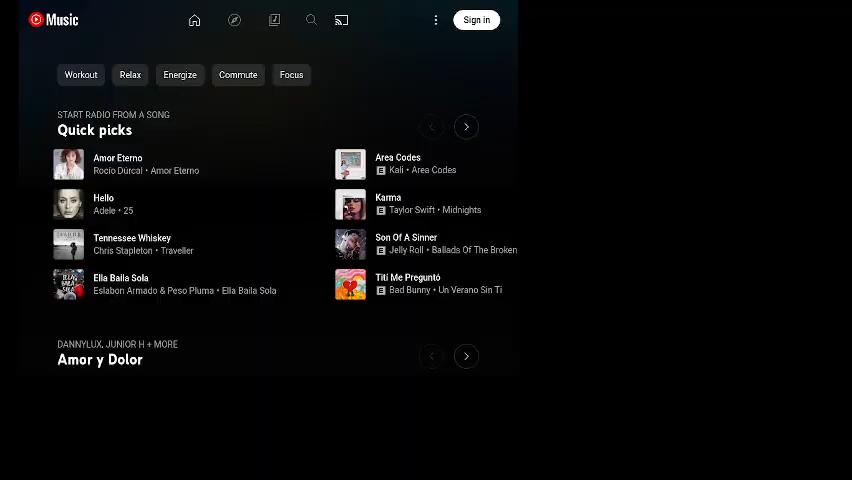 Music
Sign in
Workout
Relax
Energize
Commute
Focus
START RADIO FROM A SONG
Quick picks
Amor Eterno
Rocío Dúrcal • Amor Eterno
Hello
Adele • 25
Tennessee Whiskey
Chris Stapleton • Traveller
Ella Baila Sola
Eslabon Armado & Peso Pluma • Ella Baila Sola
Area Codes
E Kali • Area Codes
Karma
E Taylor Swift • Midnights
Son Of A Sinner
E Jelly Roll • Ballads Of The Broken
Tití Me Preguntó
E Bad Bunny • Un Verano Sin Ti
DANNYLUX, JUNIOR H + MORE
Amor y Dolor